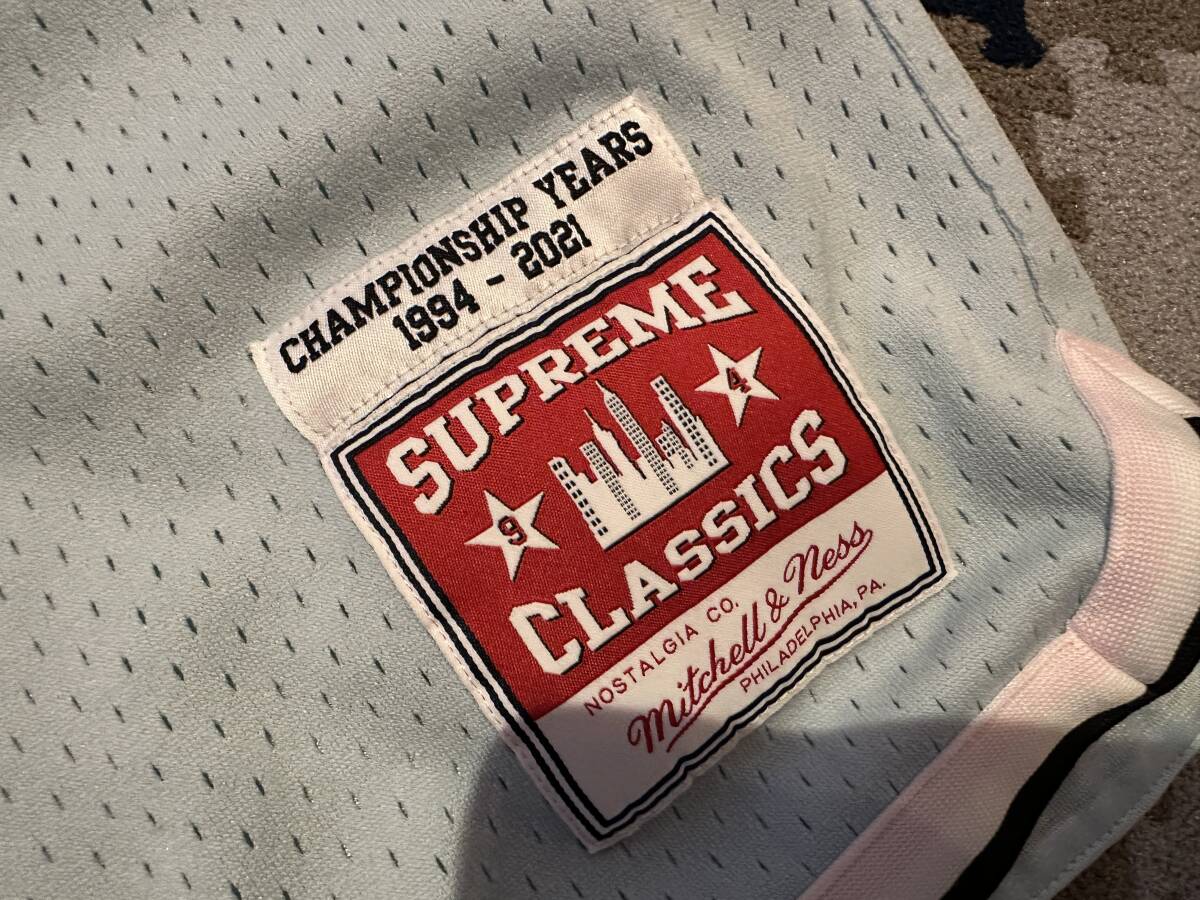 CHAMPIONSHIP YEARS
1994 - 2021
SUPREME
9 4
CLASSICS
NOSTALGIA CO.
Mitchell & Ness
PHILADELPHIA, PA.